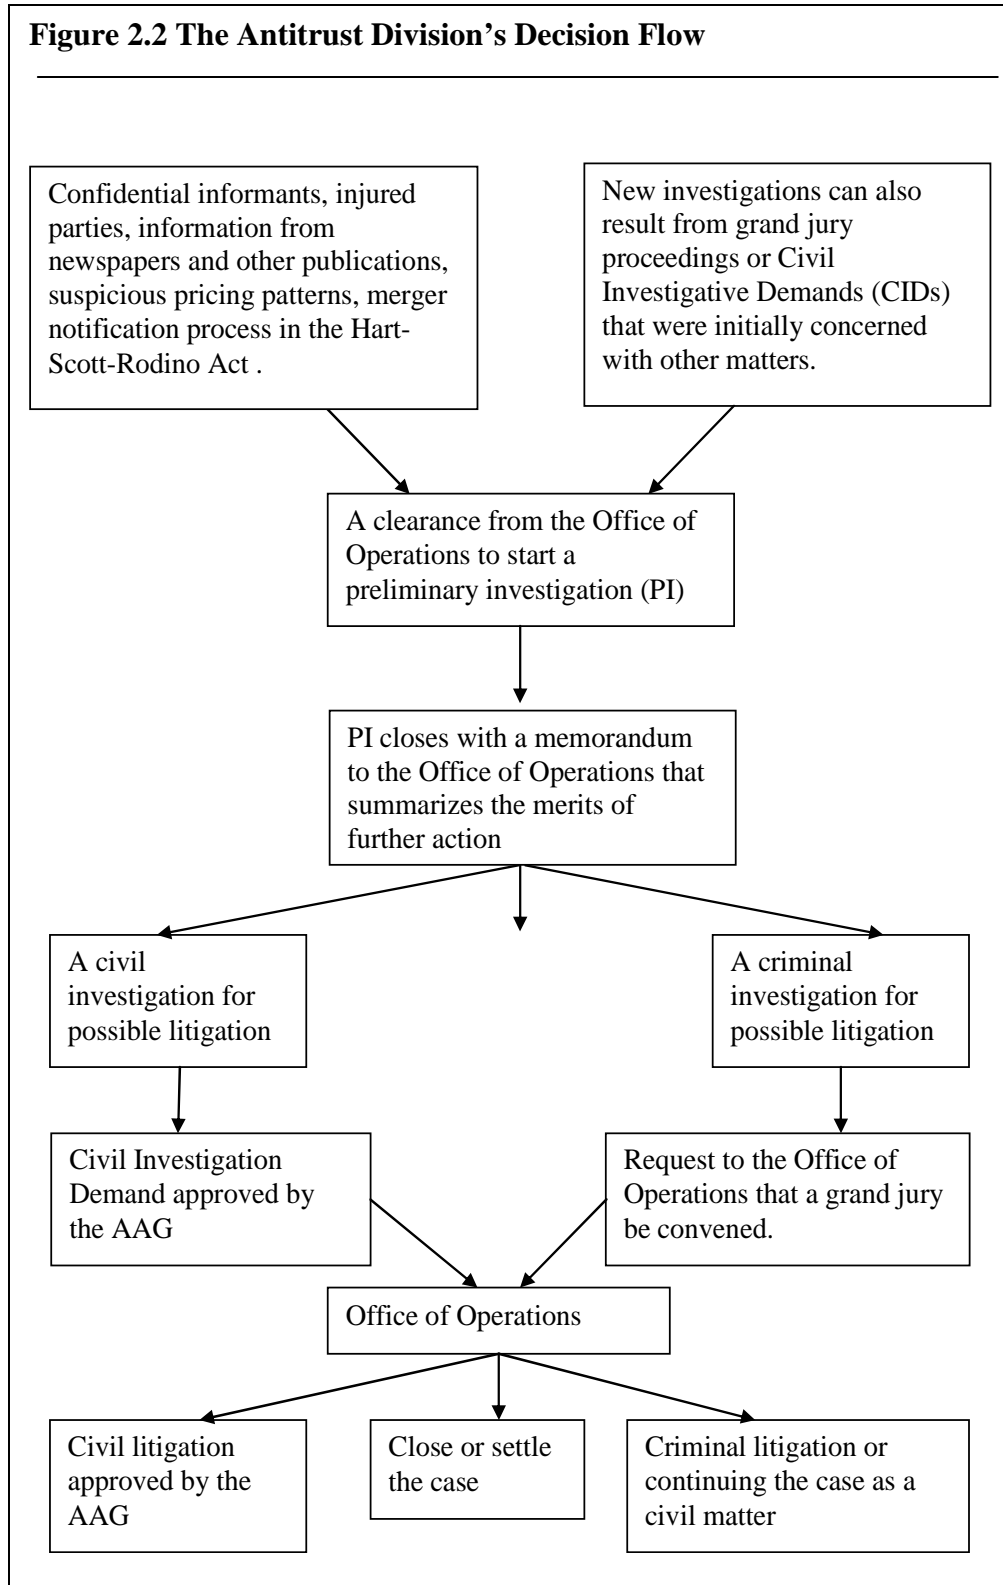 Figure 2.2 The Antitrust Division’s Decision Flow
Confidential informants, injured
parties, information from
newspapers and other publications,
suspicious pricing patterns, merger
notification process in the Hart-
Scott-Rodino Act .
New investigations can also
result from grand jury
proceedings or Civil
Investigative Demands (CIDs)
that were initially concerned
with other matters.
A clearance from the Office of
Operations to start a
preliminary investigation (PI)
PI closes with a memorandum
to the Office of Operations that
summarizes the merits of
further action
A civil
investigation for
possible litigation
A criminal
investigation for
possible litigation
Civil Investigation
Demand approved by
the AAG
Request to the Office of
Operations that a grand jury
be convened.
Office of Operations
Civil litigation
approved by the
AAG
Close or settle
the case
Criminal litigation or
continuing the case as a
civil matter